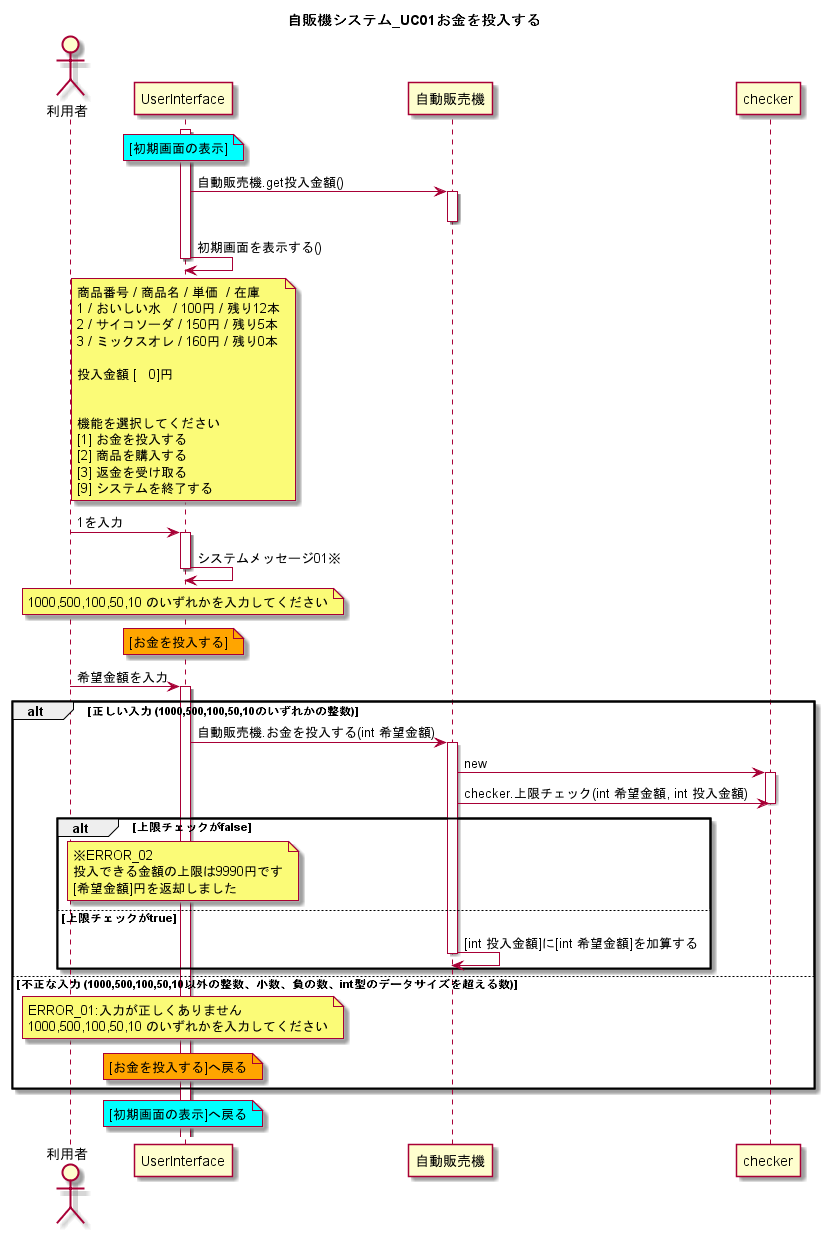 自販機システム_UC01お金を投入する
利用者
UserInterface
自動販売機
checker
[初期画面の表示]
自動販売機.get投入金額()
初期画面を表示する()
商品番号 / 商品名 / 単価 / 在庫
1 / おいしい水 / 100円 / 残り12本
2 / サイコソーダ / 150円 / 残り5本
3 / ミックスオレ / 160円 / 残り0本
投入金額 [ 0]円
機能を選択してください
[1] お金を投入する
[2] 商品を購入する
[3] 返金を受け取る
[9] システムを終了する
1を入力
システムメッセージ01※
1000,500,100,50,10 のいずれかを入力してください
[お金を投入する]
希望金額を入力
alt [正しい入力 (1000,500,100,50,10のいずれかの整数)]
自動販売機.お金を投入する(int 希望金額)
new
checker.上限チェック(int 希望金額, int 投入金額)
alt [上限チェックがfalse]
※ERROR_02
投入できる金額の上限は9990円です
[希望金額]円を返却しました
[上限チェックがtrue]
[int 投入金額]に[int 希望金額]を加算する
[不正な入力 (1000,500,100,50,10以外の整数、小数、負の数、int型のデータサイズを超える数)]
ERROR_01:入力が正しくありません
1000,500,100,50,10 のいずれかを入力してください
[お金を投入する]へ戻る
[初期画面の表示]へ戻る
利用者
UserInterface
自動販売機
checker